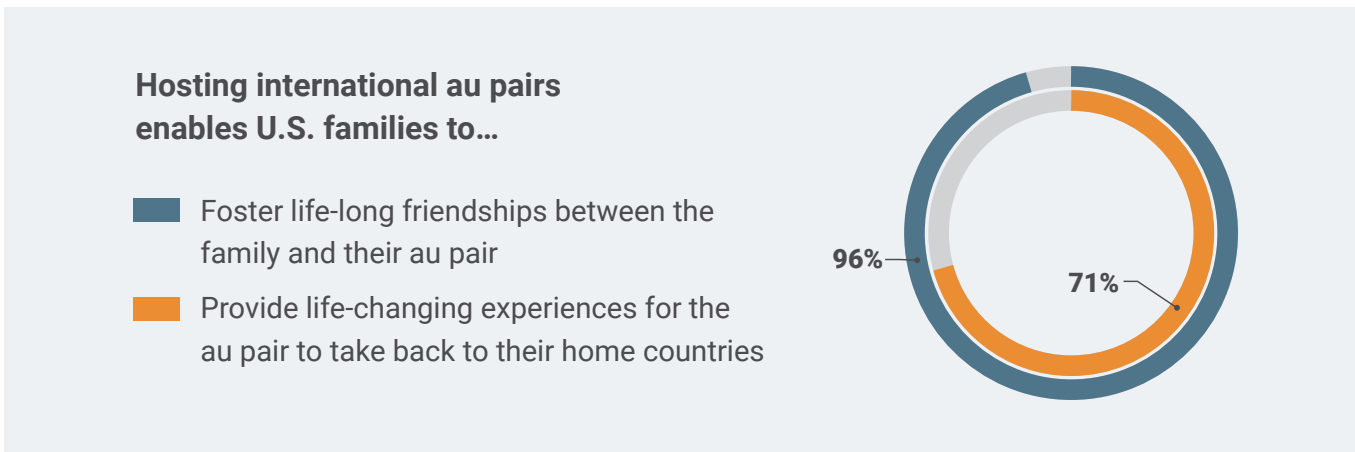 Hosting international au pairs
enables U.S. families to…
Foster life-long friendships between the
family and their au pair
Provide life-changing experiences for the
au pair to take back to their home countries
96%
71%